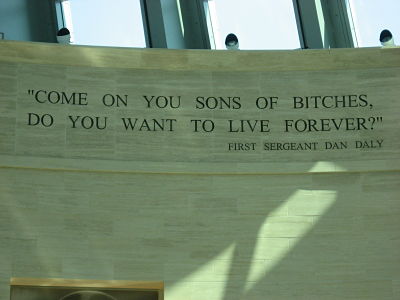 "COME ON YOU SONS OF BITCHES,
DO YOU WANT TO LIVE FOREVER?"
FIRST SERGEANT DAN DALY